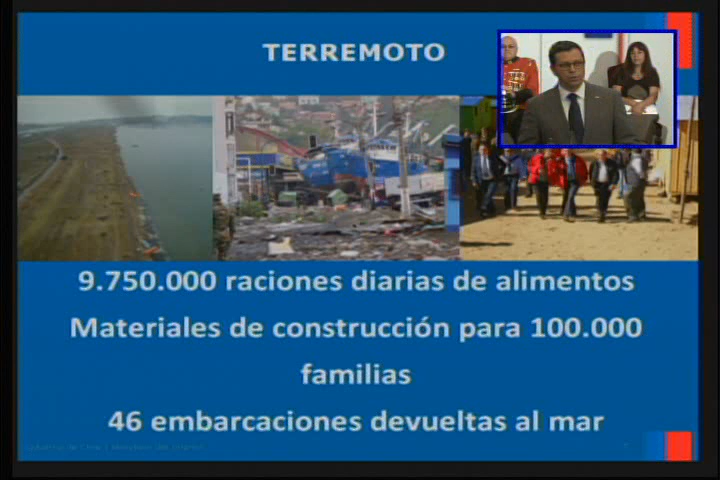 TERREMOTO
9.750.000 raciones diarias de alimentos
Materiales de construcción para 100.000
familias
46 embarcaciones devueltas al mar